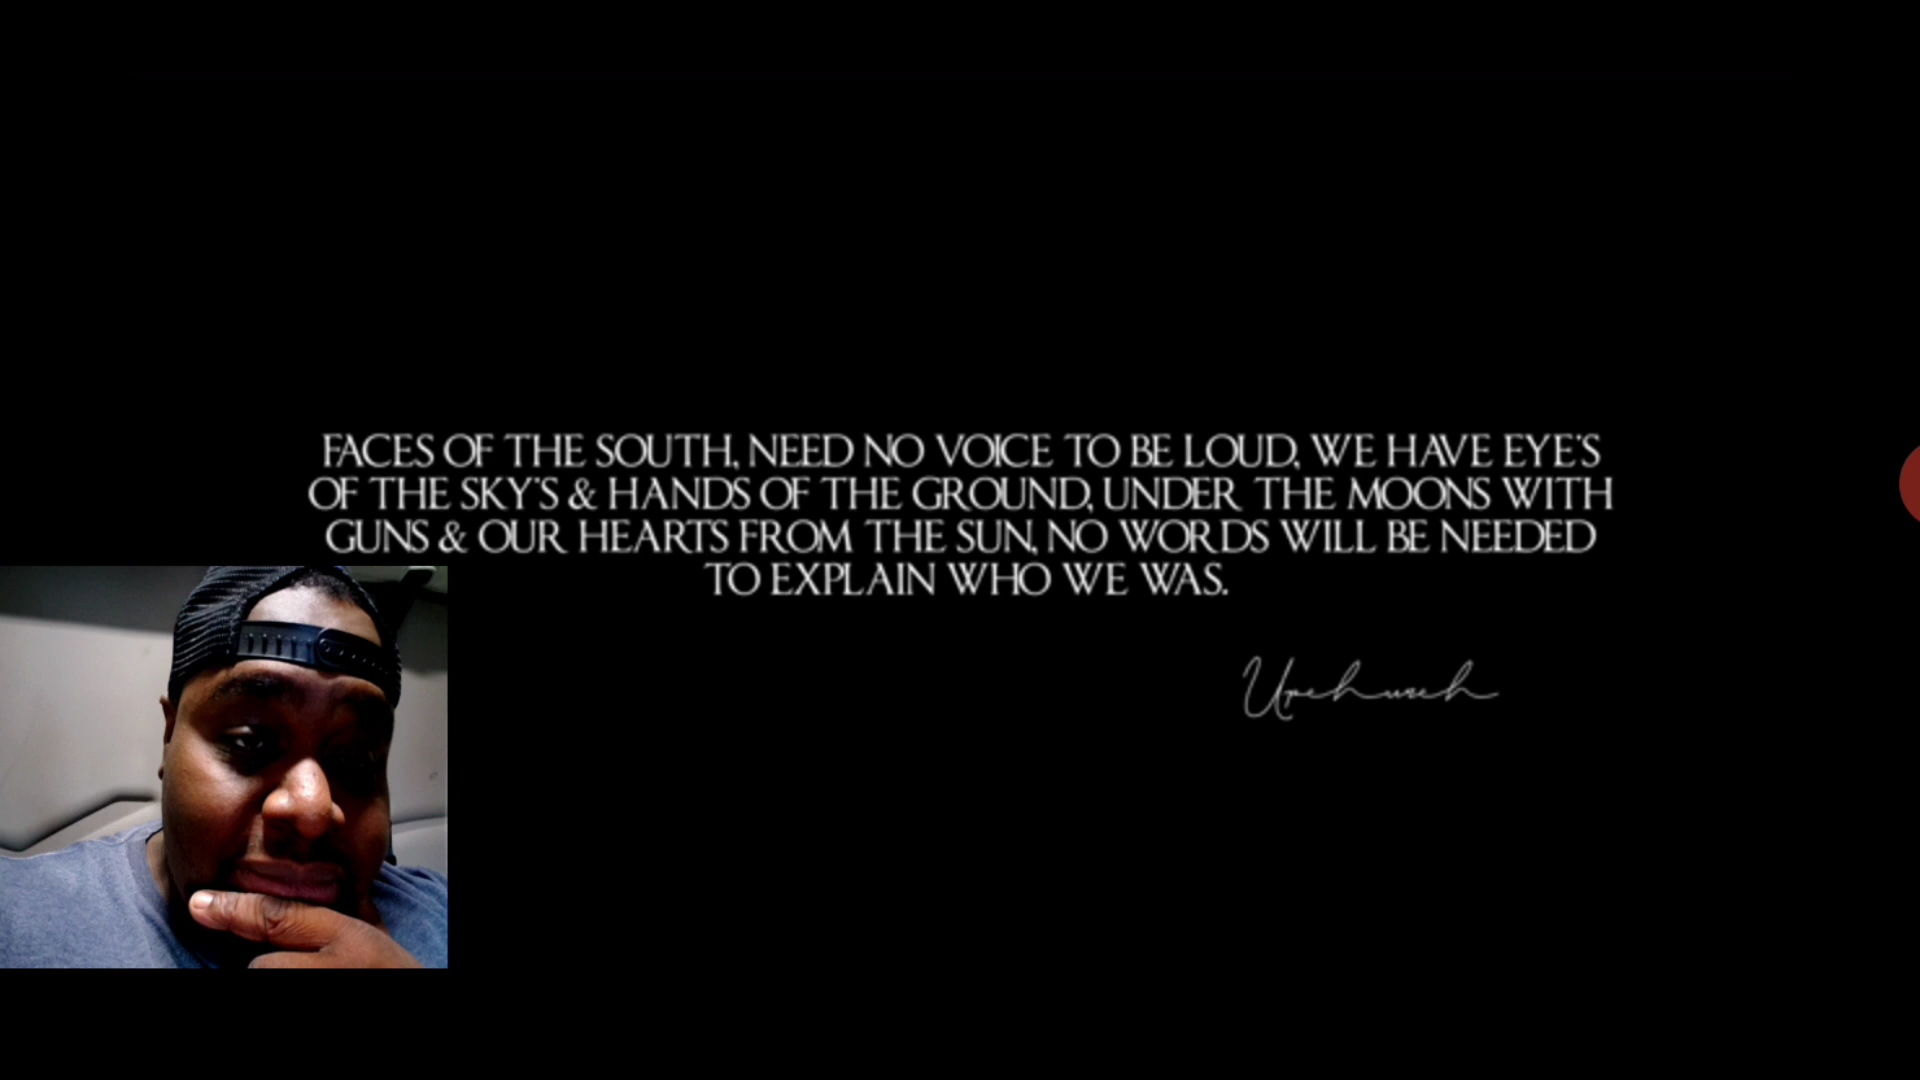 FACES OF THE SOUTH, NEED NO VOICE TO BE LOUD, WE HAVE EYE'S
OF THE SKY'S & HANDS OF THE GROUND, UNDER THE MOONS WITH
GUNS & OUR HEARTS FROM THE SUN, NO WORDS WILL BE NEEDED
TO EXPLAIN WHO WE WAS.
Upchurch